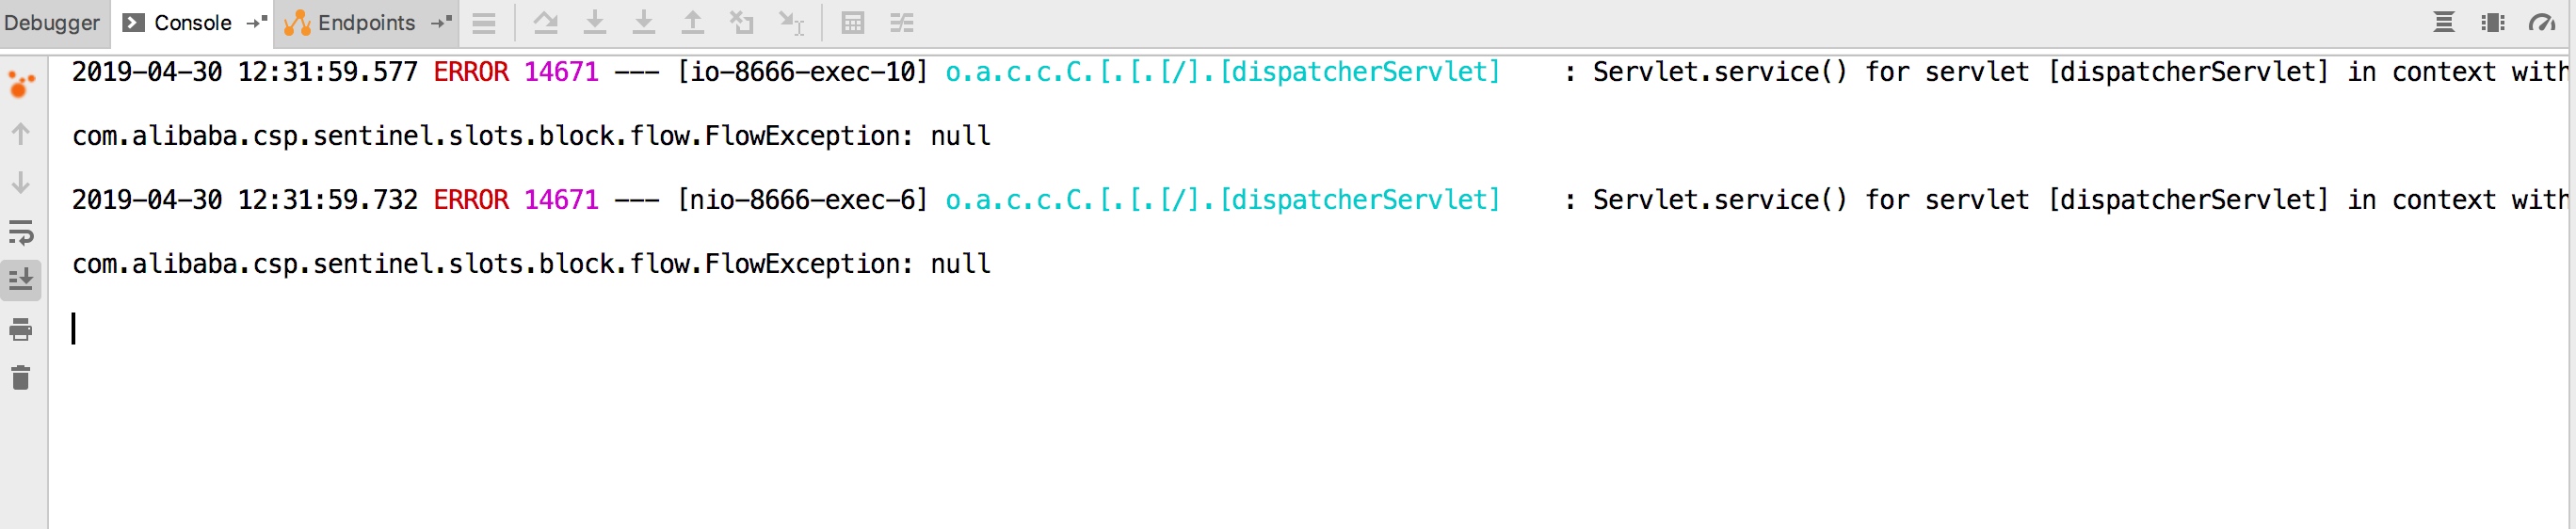 Debugger Console Endpoints
2019-04-30 12:31:59.577 ERROR 14671 --- [io-8666-exec-10] o.a.c.c.C.[.[.[/].[dispatcherServlet] : Servlet.service() for servlet [dispatcherServlet] in context with
com.alibaba.csp.sentinel.slots.block.flow.FlowException: null
2019-04-30 12:31:59.732 ERROR 14671 --- [nio-8666-exec-6] o.a.c.c.C.[.[.[/].[dispatcherServlet] : Servlet.service() for servlet [dispatcherServlet] in context with
com.alibaba.csp.sentinel.slots.block.flow.FlowException: null